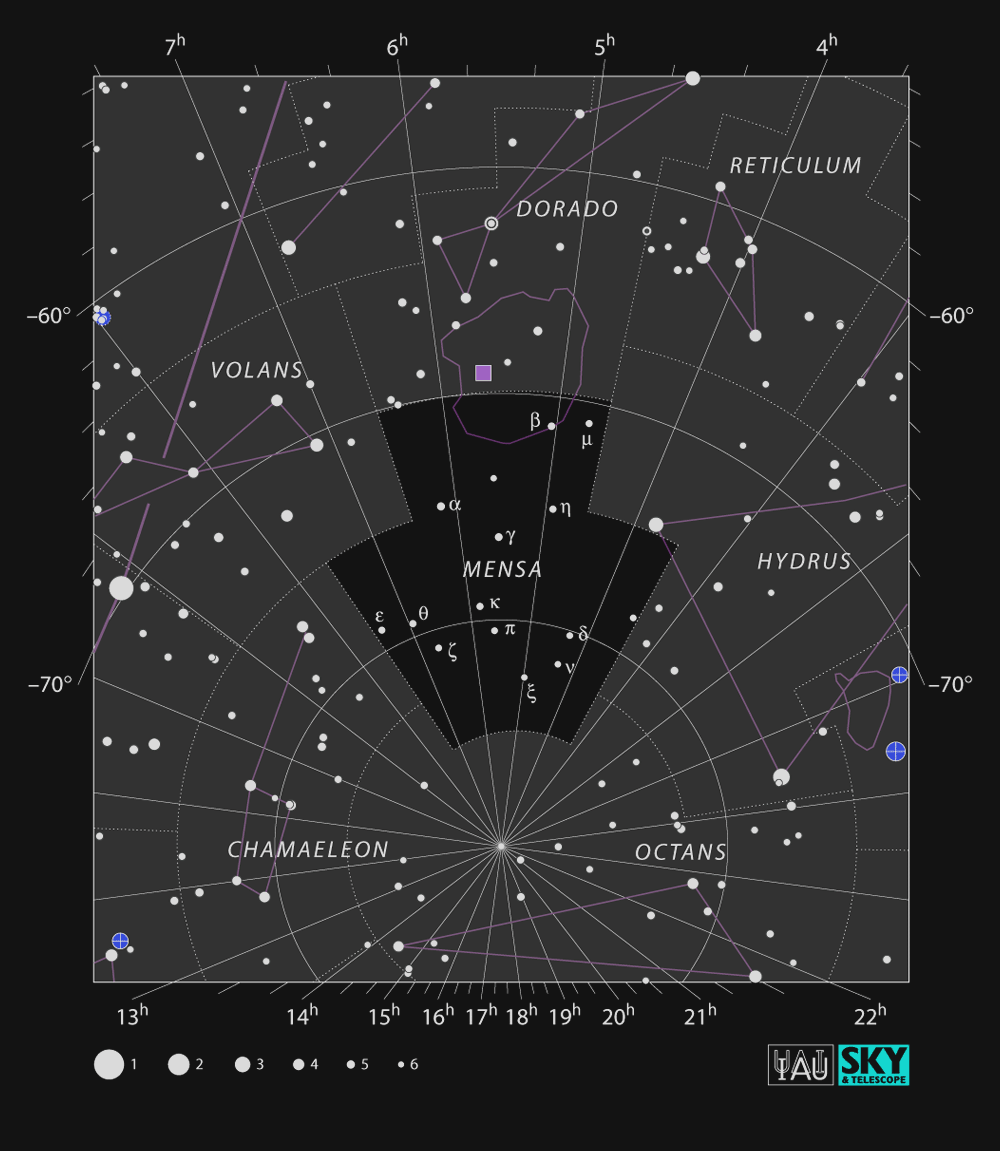 7h 6h 5h 4h
RETICULUM
DORADO
–60° –60°
VOLANS
β μ
α η
γ
MENSA HYDRUS
κ
ε θ π δ
ζ ν
–70° ξ –70°
CHAMAELEON OCTANS
13h 14h 15h 16h 17h 18h 19h 20h 21h 22h
1 2 3 4 5 6
IAU SKY
& TELESCOPE